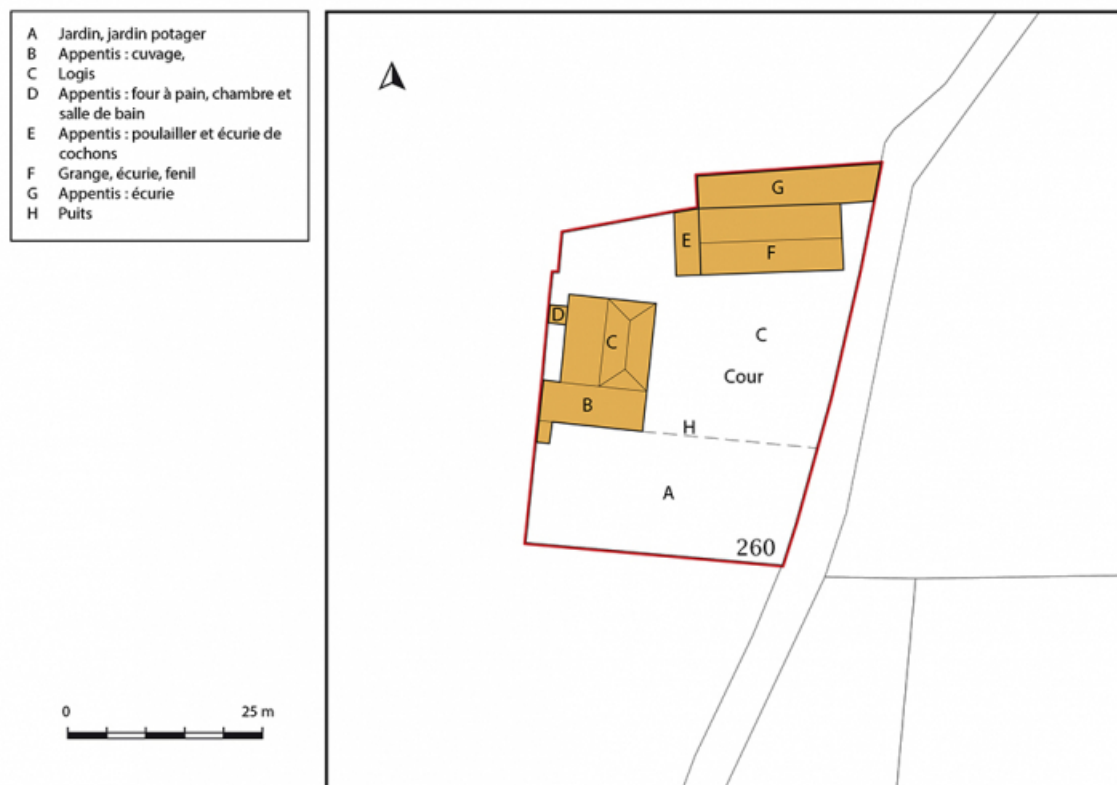 A Jardin, jardin potager
B Appentis : cuvage,
C Logis
D Appentis : four à pain, chambre et
salle de bain
E Appentis : poulailler et écurie de
cochons
F Grange, écurie, fenil
G Appentis : écurie
H Puits
G
E
F
D
C
C
Cour
B
H
A
260
0 25 m